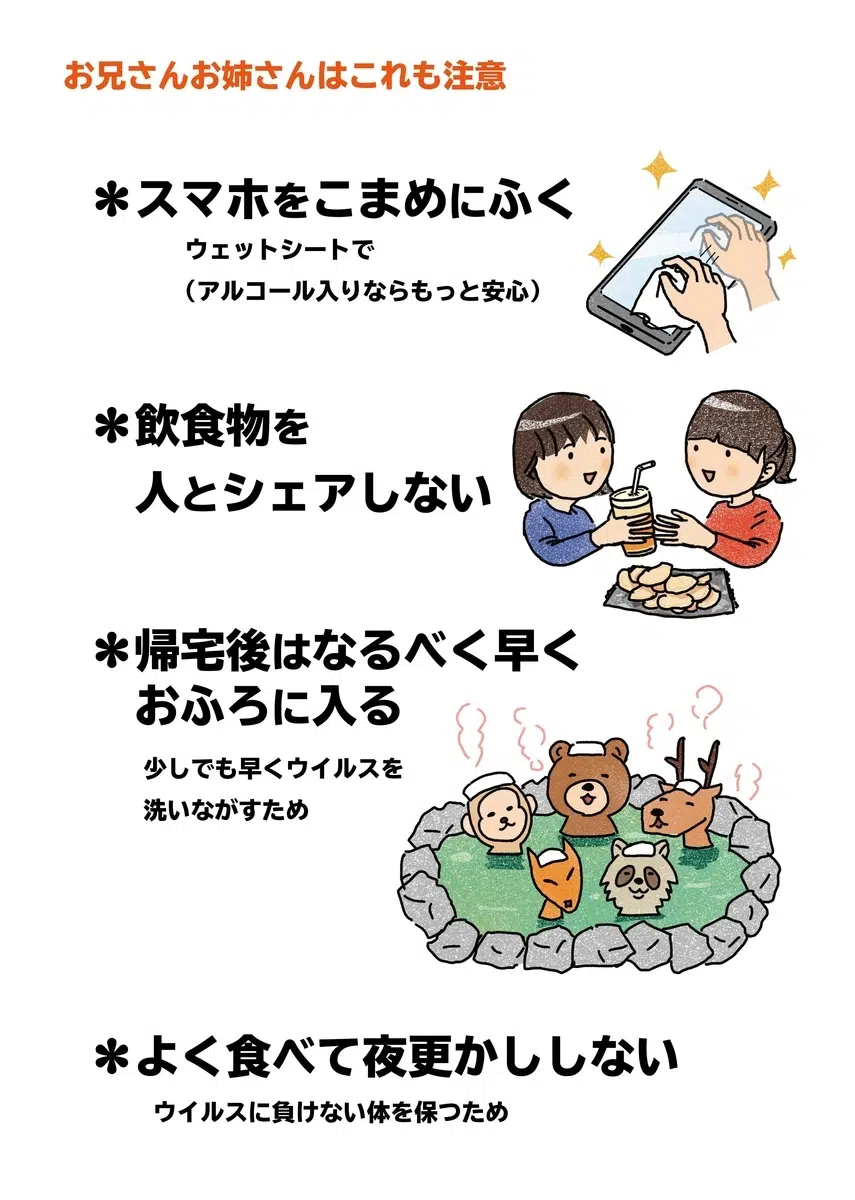 お兄さんお姉さんはこれも注意
＊スマホをこまめにふく
ウェットシートで
（アルコール入りならもっと安心）
＊飲食物を
人とシェアしない
＊帰宅後はなるべく早く
おふろに入る
少しでも早くウイルスを
洗いながすため
＊よく食べて夜更かししない
ウイルスに負けない体を保つため